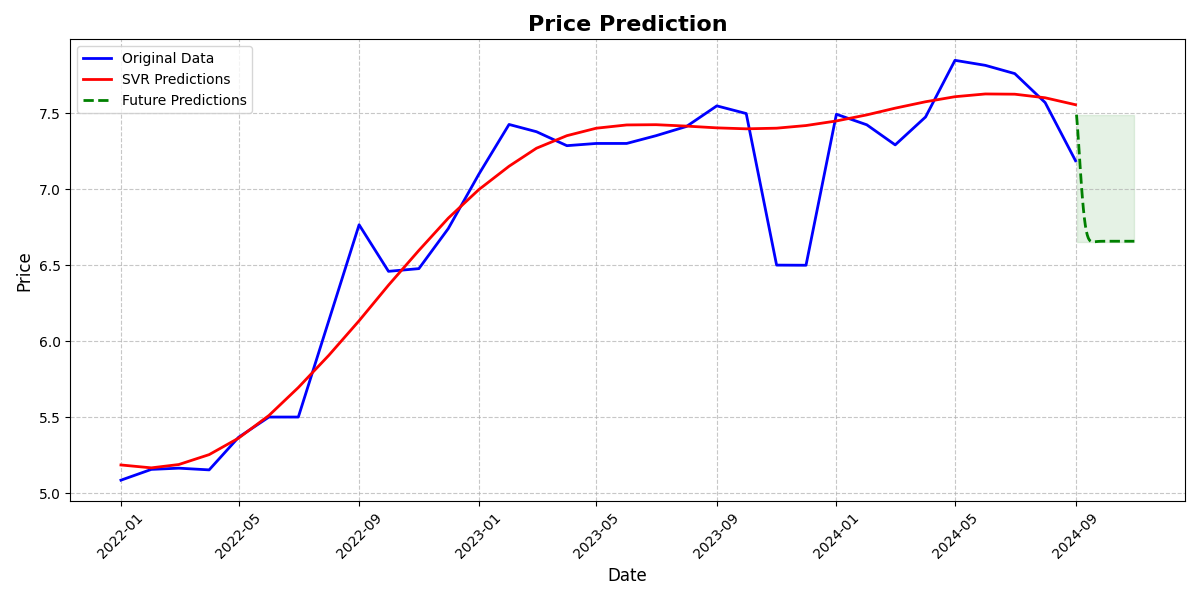 Price Prediction
Original Data
SVR Predictions
Future Predictions
Price
7.5
7.0
6.5
6.0
5.5
5.0
2022-01
2022-05
2022-09
2023-01
2023-05
2023-09
2024-01
2024-05
2024-09
Date